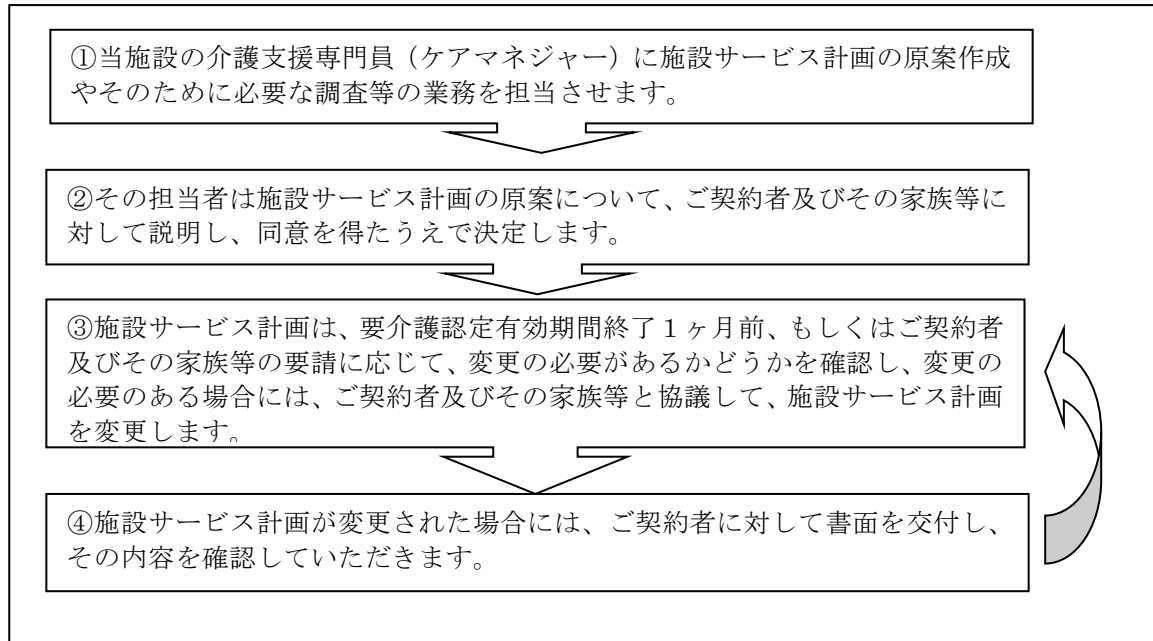 ①当施設の介護支援専門員（ケアマネジャー）に施設サービス計画の原案作成
やそのために必要な調査等の業務を担当させます。
②その担当者は施設サービス計画の原案について、ご契約者及びその家族等に
対して説明し、同意を得たうえで決定します。
③施設サービス計画は、要介護認定有効期間終了１ヶ月前、もしくはご契約者
及びその家族等の要請に応じて、変更の必要があるかどうかを確認し、変更の
必要のある場合には、ご契約者及びその家族等と協議して、施設サービス計画
を変更します。
④施設サービス計画が変更された場合には、ご契約者に対して書面を交付し、
その内容を確認していただきます。